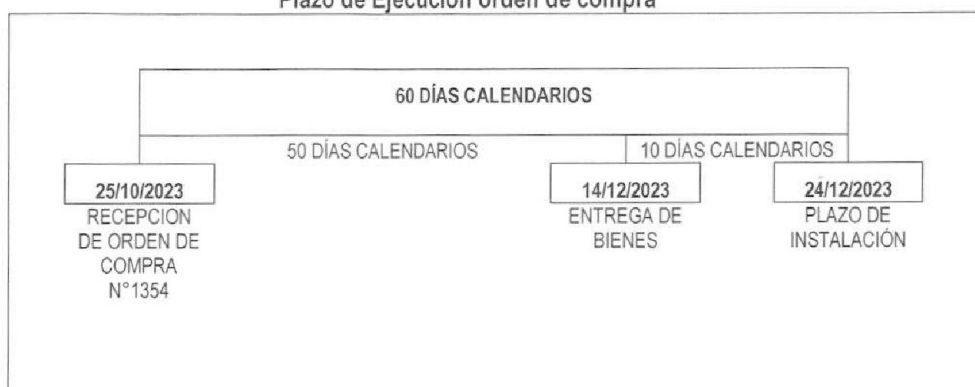 Plazo de Ejecución orden de compra
60 DÍAS CALENDARIOS
50 DÍAS CALENDARIOS
10 DÍAS CALENDARIOS
25/10/2023
RECEPCION
DE ORDEN DE
COMPRA
N°1354
14/12/2023
ENTREGA DE
BIENES
24/12/2023
PLAZO DE
INSTALACIÓN